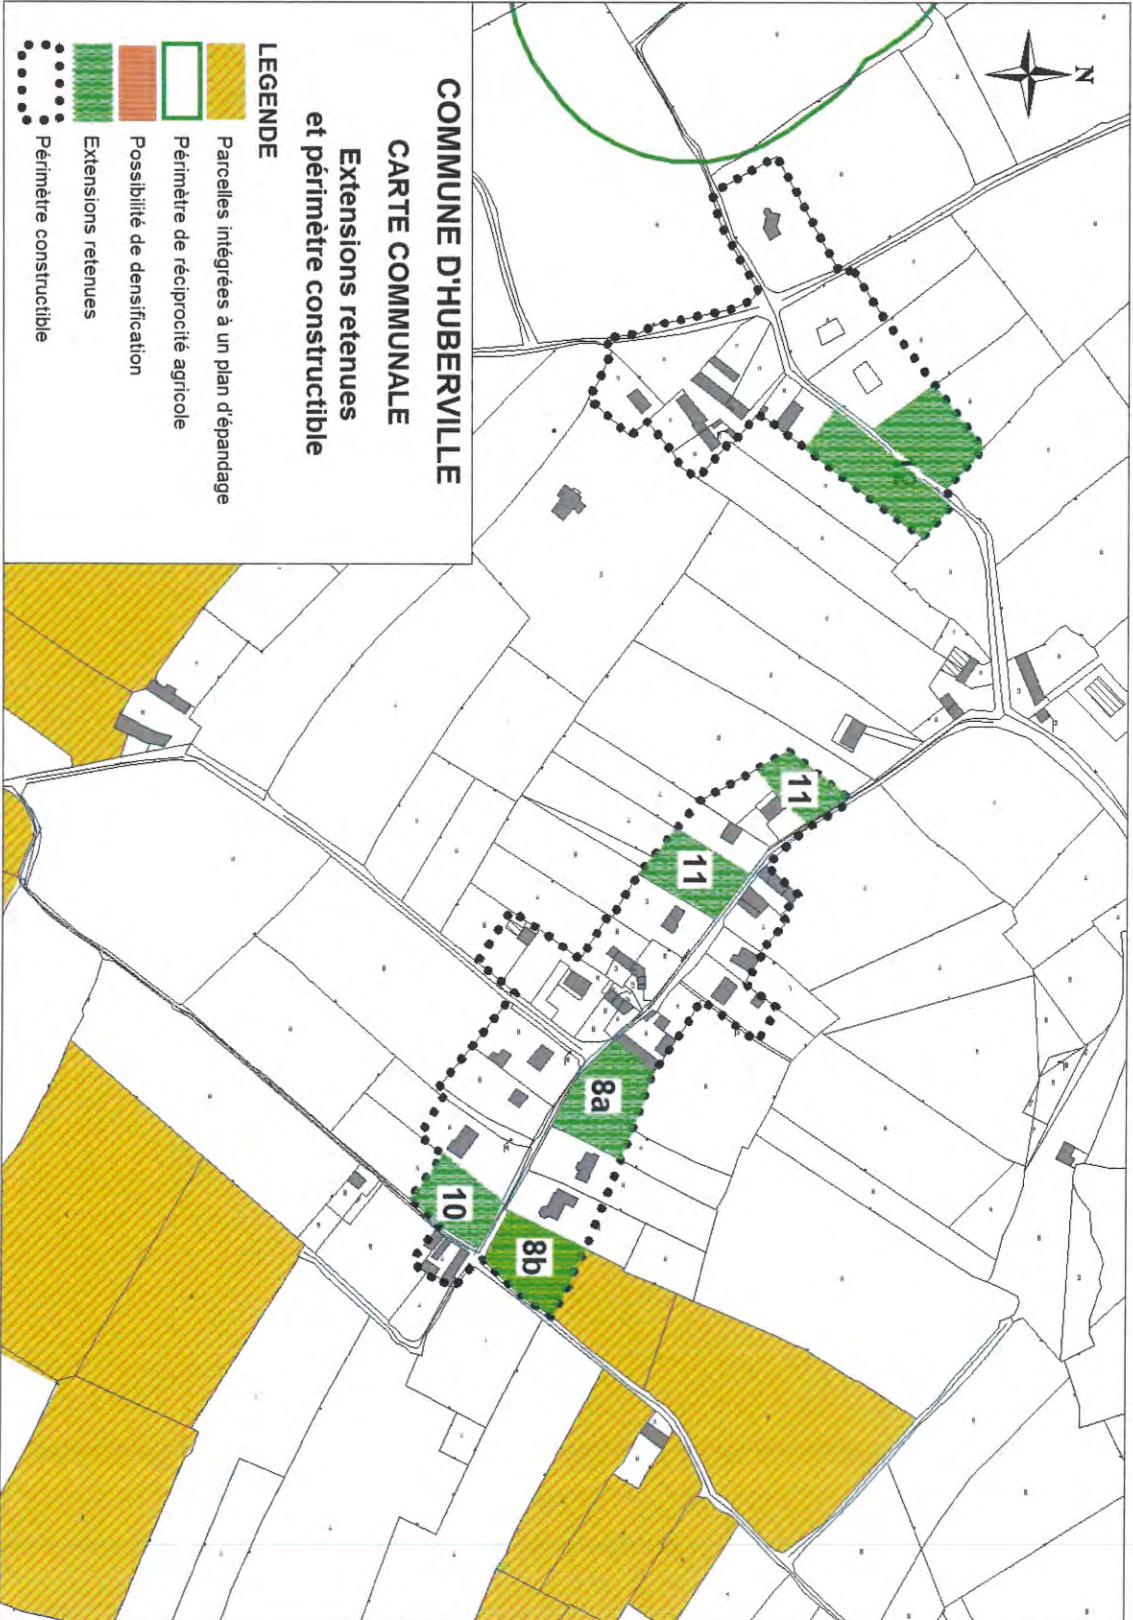 N
COMMUNE D'HUBERVILLE
CARTE COMMUNALE
Extensions retenues
et périmètre constructible
LEGENDE
Parcelles intégrées à un plan d'épandage
Périmètre de réciprocité agricole
Possibilité de densification
Extensions retenues
Périmètre constructible
11
11
8a
10
8b